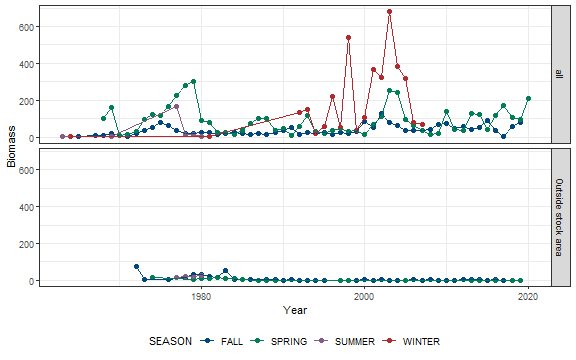 600
400
200
0
all
Biomass
600
400
200
0
Outside stock area
1980
2000
2020
Year
SEASON FALL SPRING SUMMER WINTER